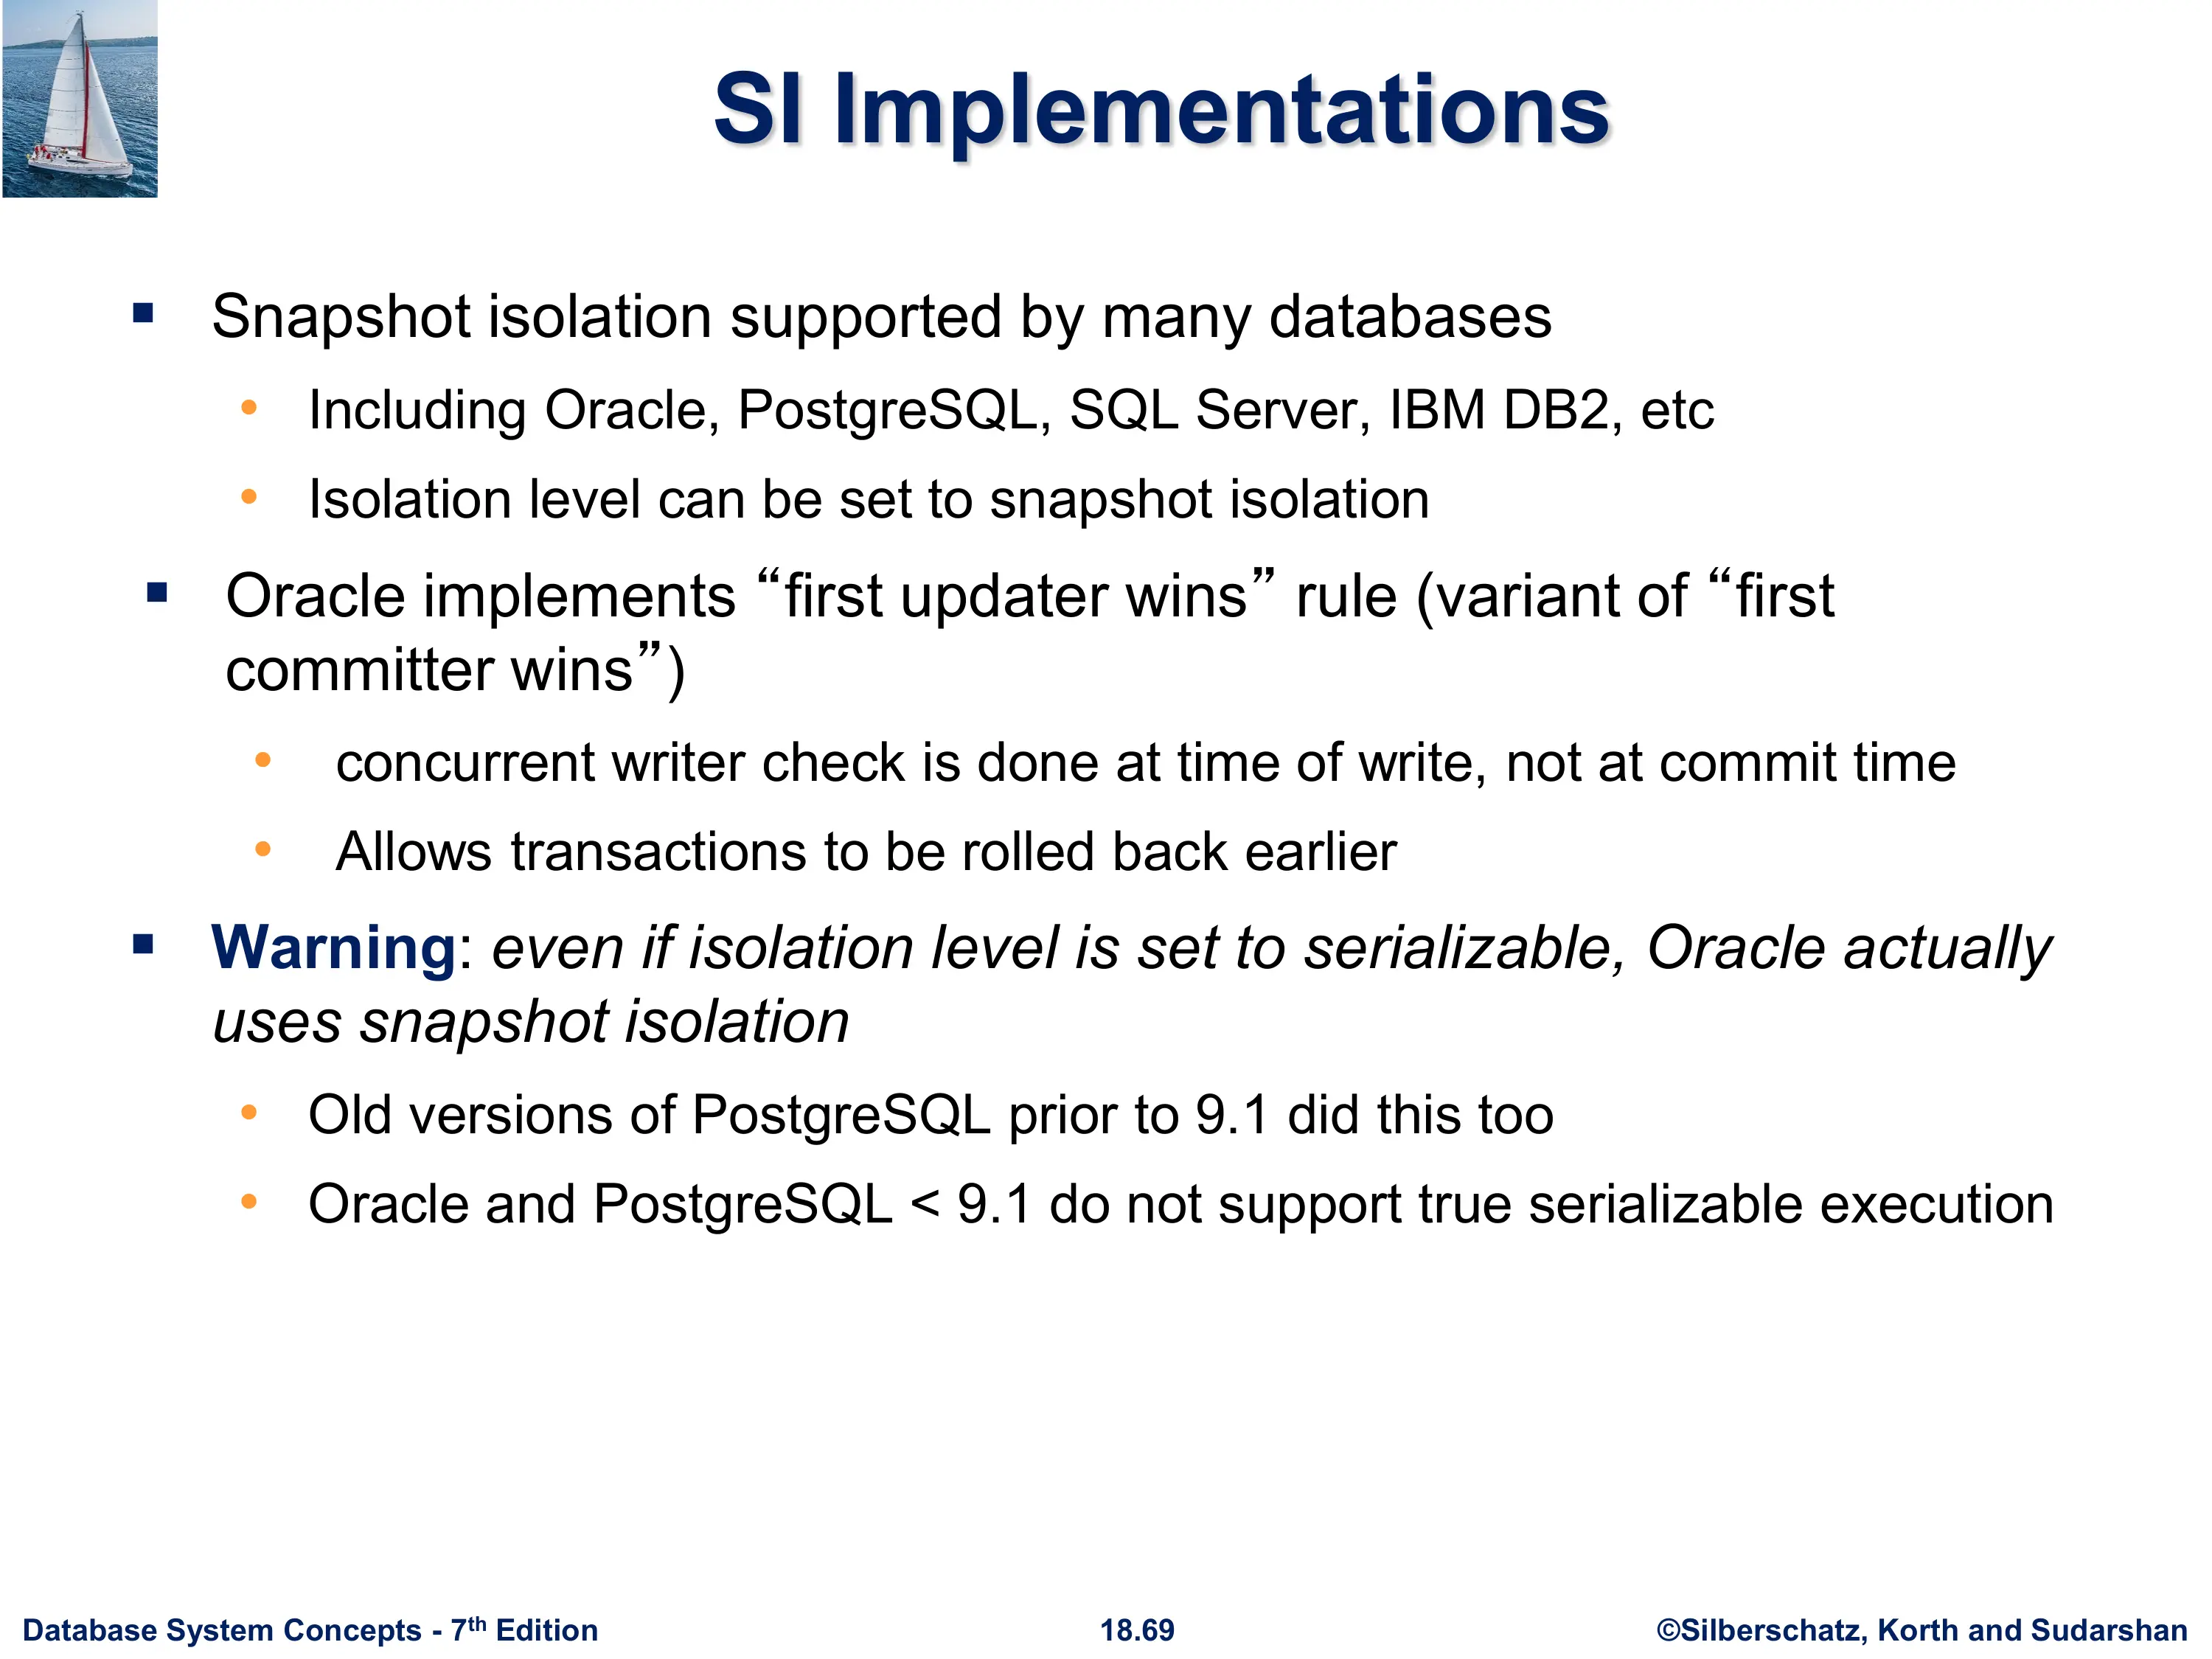 SI Implementations
▪ Snapshot isolation supported by many databases
• Including Oracle, PostgreSQL, SQL Server, IBM DB2, etc
• Isolation level can be set to snapshot isolation
▪ Oracle implements “first updater wins” rule (variant of “first
committer wins”)
• concurrent writer check is done at time of write, not at commit time
• Allows transactions to be rolled back earlier
▪ Warning: even if isolation level is set to serializable, Oracle actually
uses snapshot isolation
• Old versions of PostgreSQL prior to 9.1 did this too
• Oracle and PostgreSQL < 9.1 do not support true serializable execution
Database System Concepts - 7th Edition 18.69 ©Silberschatz, Korth and Sudarshan